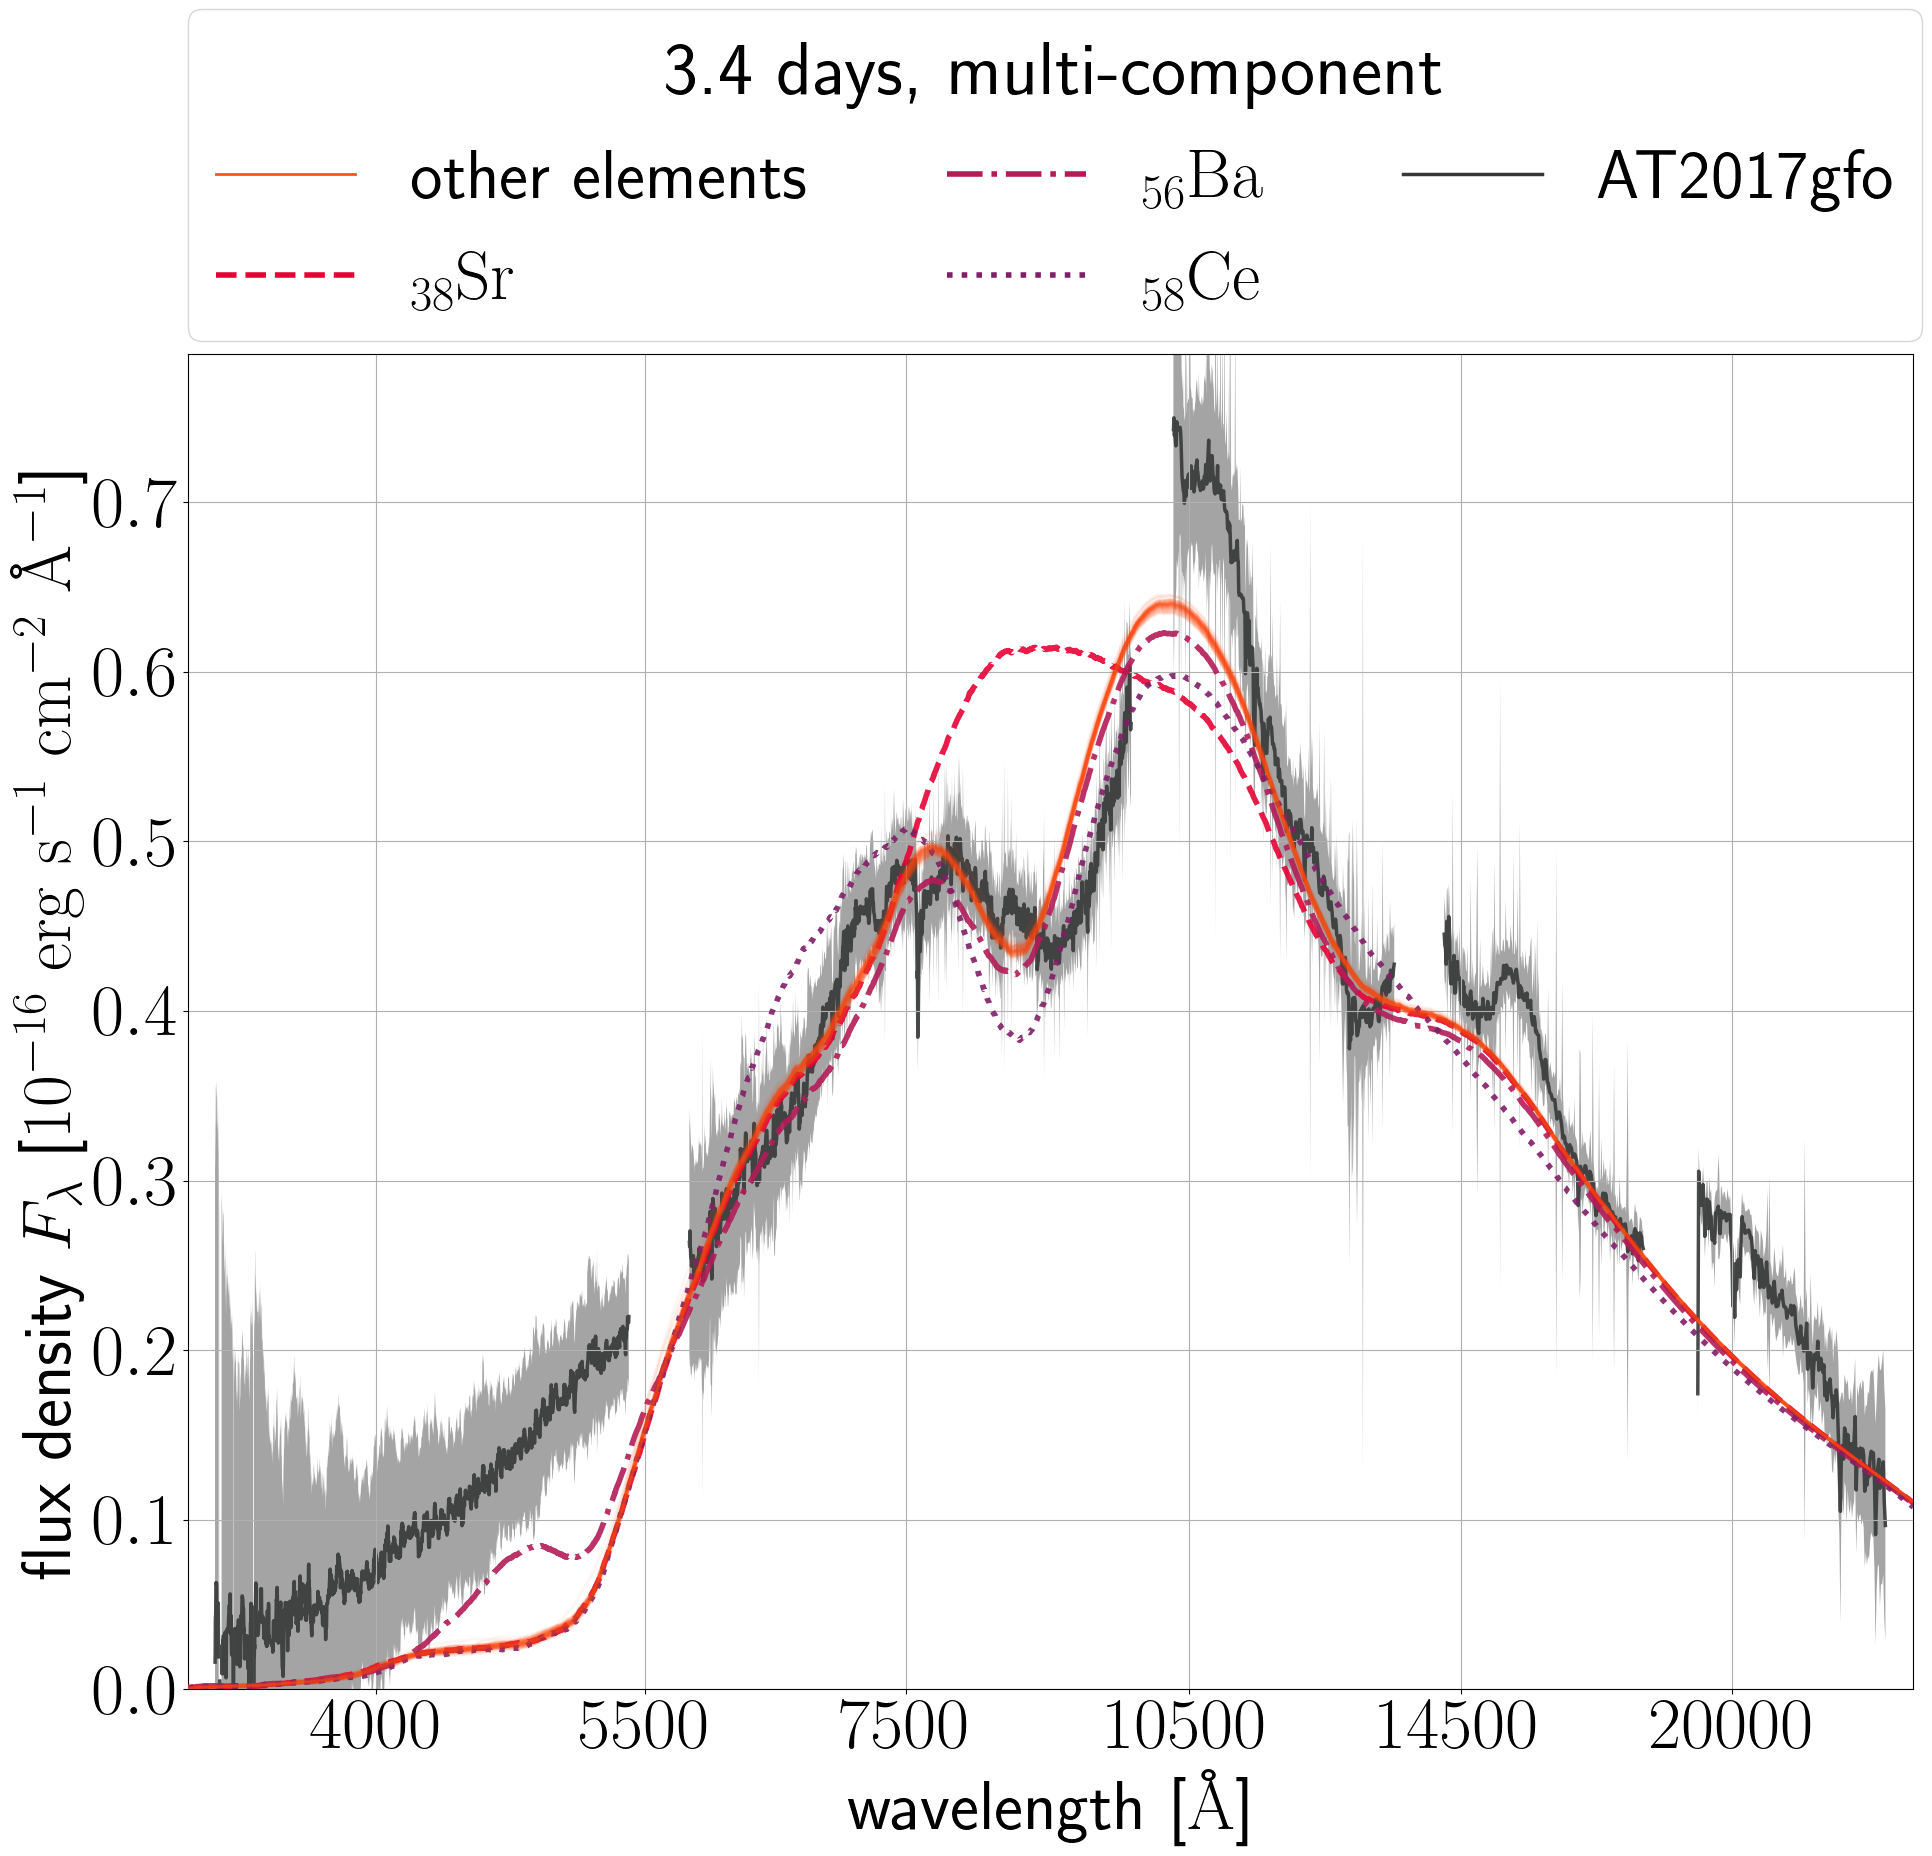 3.4 days, multi-component
other elements
₃₈Sr
₅₆Ba
₅₈Ce
AT2017gfo
flux density F_λ [10⁻¹⁶ erg s⁻¹ cm⁻² Å⁻¹]
0.7
0.6
0.5
0.4
0.3
0.2
0.1
0.0
4000 5500 7500 10500 14500 20000
wavelength [Å]